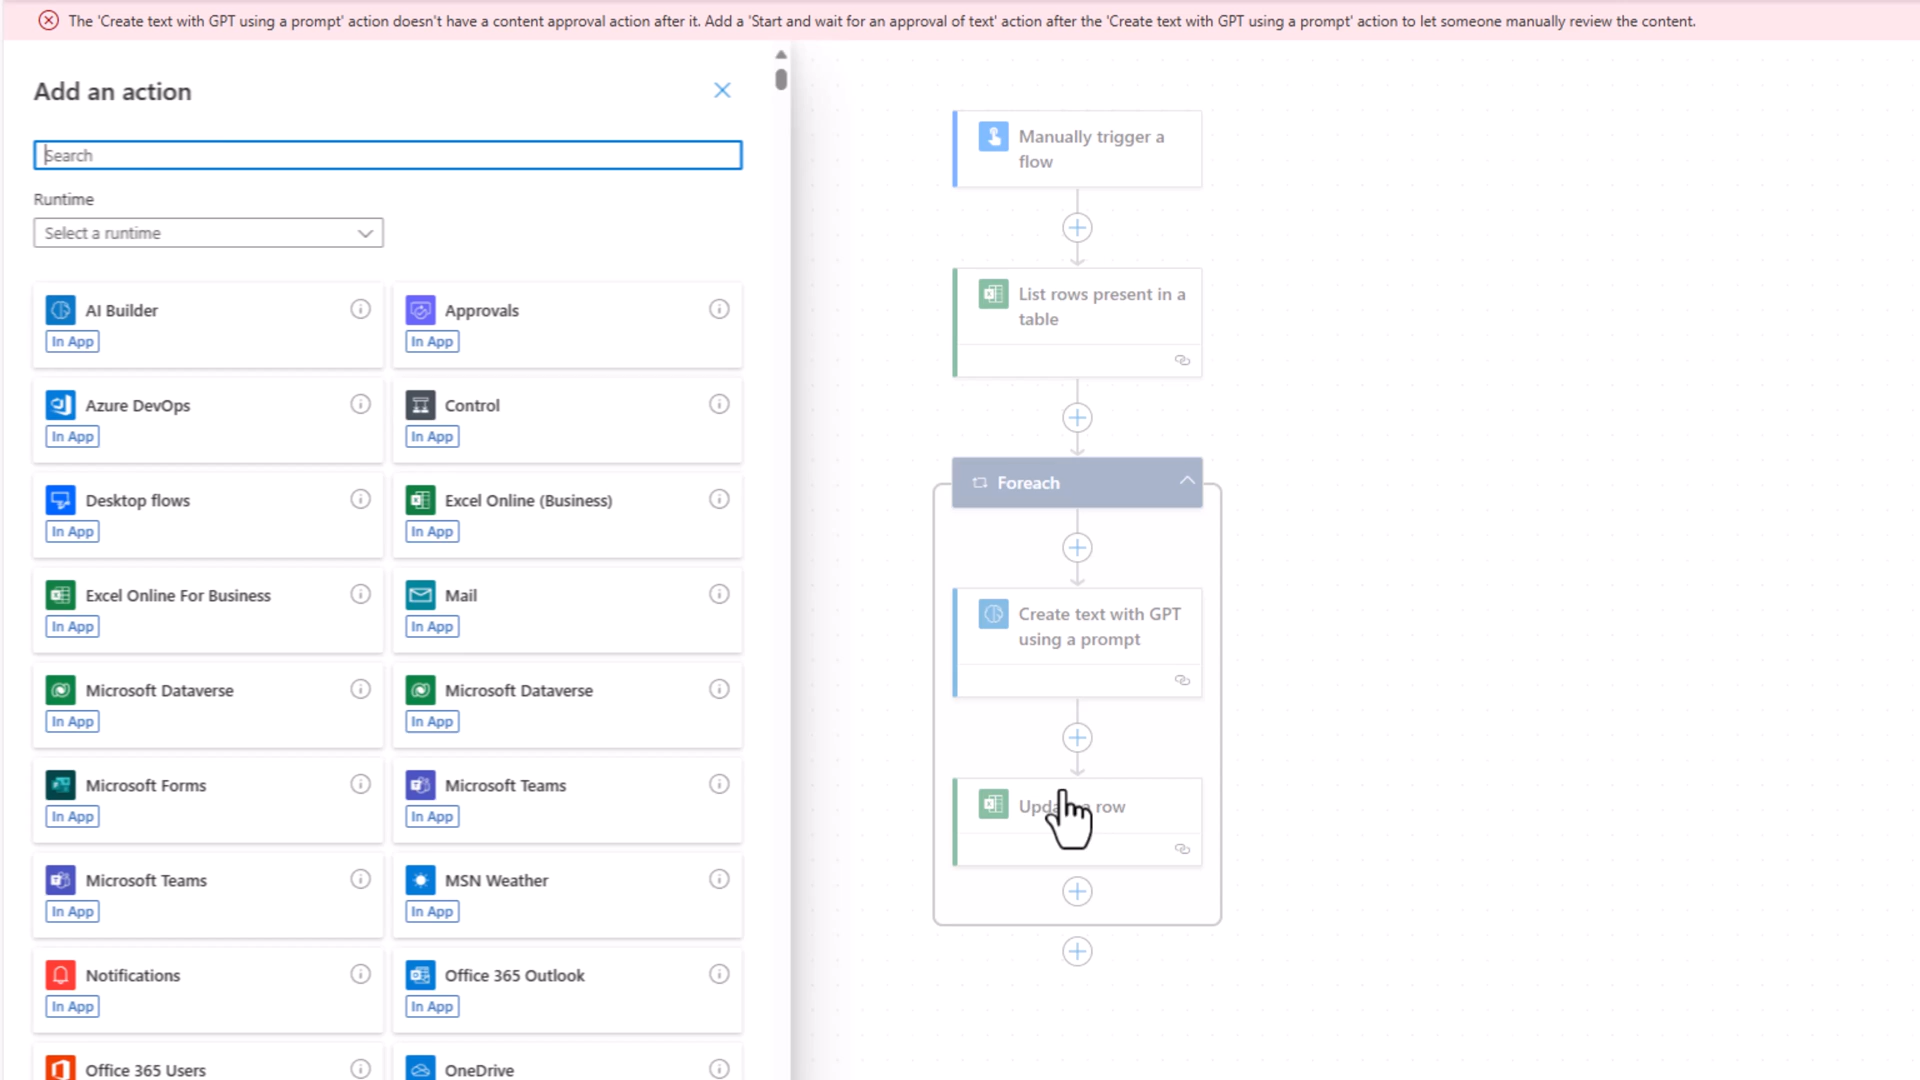 The 'Create text with GPT using a prompt' action doesn't have a content approval action after it. Add a 'Start and wait for an approval of text' action after the 'Create text with GPT using a prompt' action to let someone manually review the content.
Add an action
Search
Runtime
Select a runtime
AI Builder
In App
Approvals
In App
Azure DevOps
In App
Control
In App
Desktop flows
In App
Excel Online (Business)
In App
Excel Online For Business
In App
Mail
In App
Microsoft Dataverse
In App
Microsoft Dataverse
In App
Microsoft Forms
In App
Microsoft Teams
In App
Microsoft Teams
In App
MSN Weather
In App
Notifications
In App
Office 365 Outlook
In App
Office 365 Users
OneDrive
Manually trigger a
flow
List rows present in a
table
Foreach
Create text with GPT
using a prompt
row